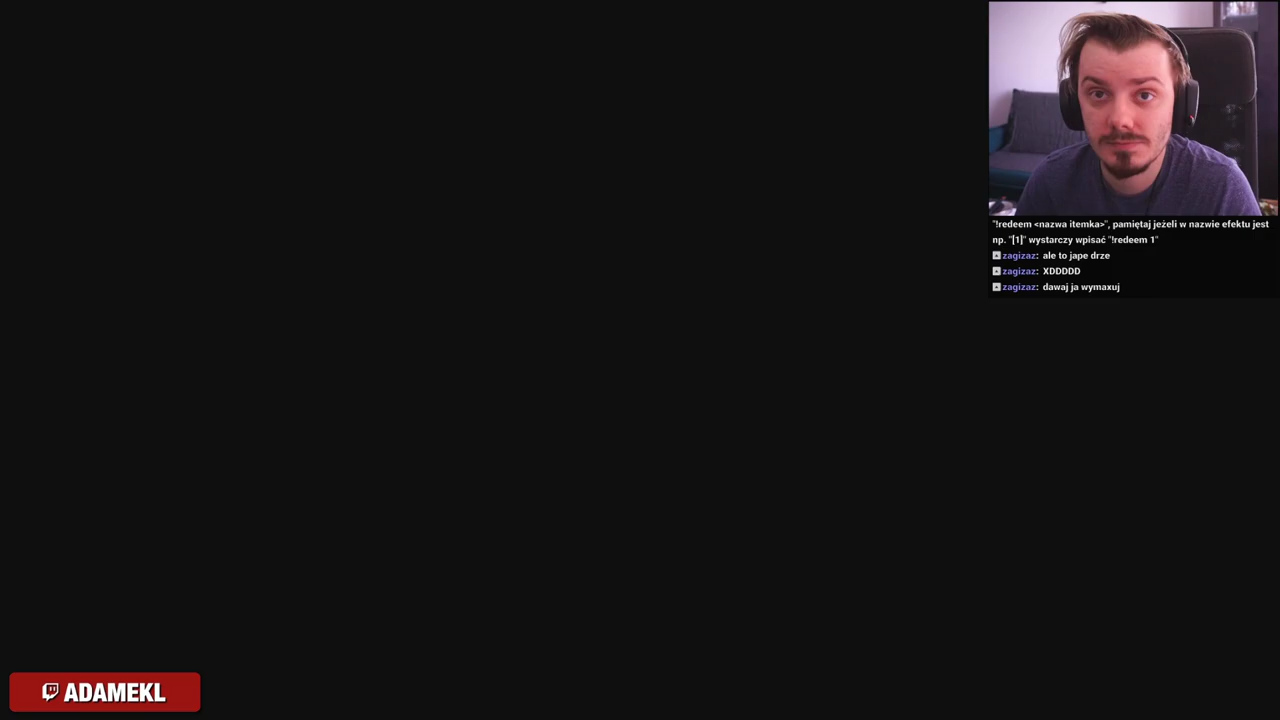 "!redeem <nazwa itemka>", pamiętaj jeżeli w nazwie efektu jest
np. "[1]" wystarczy wpisać "!redeem 1"
zagizaz: ale to jape drze
zagizaz: XDDDDD
zagizaz: dawaj ja wymaxuj
ADAMEKL